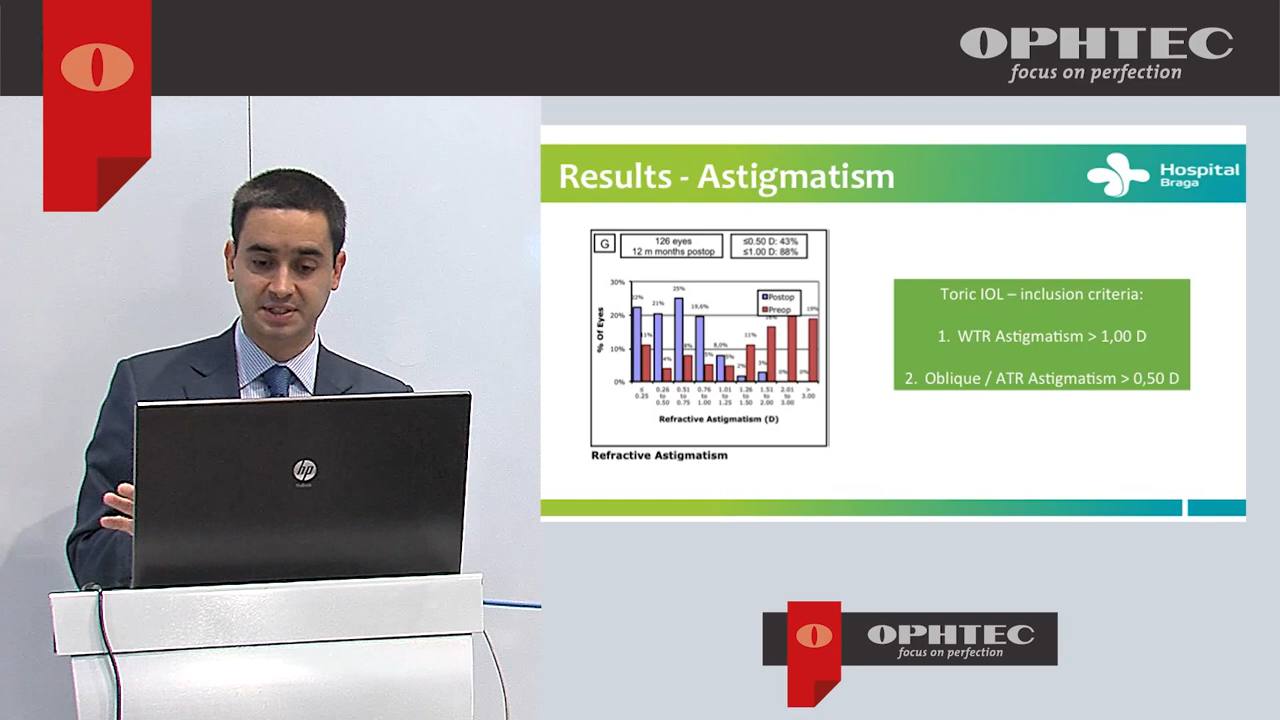 OPHTEC
focus on perfection
Results - Astigmatism
Hospital
Braga
G
126 eyes
12 m months postop
≤0.50 D: 43%
≤1.00 D: 88%
30%
20%
10%
0%
% Of Eyes
22%
21%
25%
19,6%
8,0%
11%
4%
8%
5%
11%
19%
Postop
Preop
≤ 0.25
0.26 to 0.50
0.51 to 0.75
0.76 to 1.00
1.01 to 1.25
1.26 to 1.50
1.51 to 2.00
2.01 to 3.00
> 3.00
Refractive Astigmatism (D)
Refractive Astigmatism
Toric IOL – inclusion criteria:
1. WTR Astigmatism > 1,00 D
2. Oblique / ATR Astigmatism > 0,50 D
hp
OPHTEC
focus on perfection